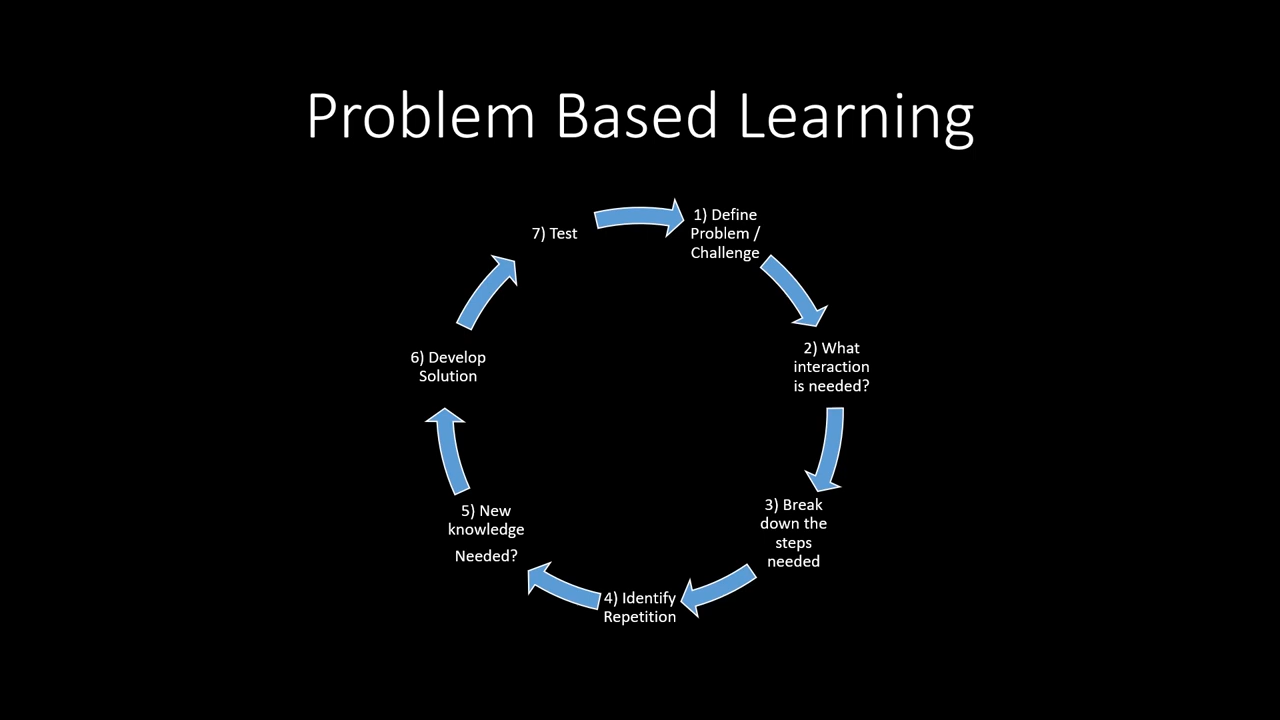 Problem Based Learning
1) Define
Problem /
Challenge
2) What
interaction
is needed?
3) Break
down the
steps
needed
4) Identify
Repetition
5) New
knowledge
Needed?
6) Develop
Solution
7) Test